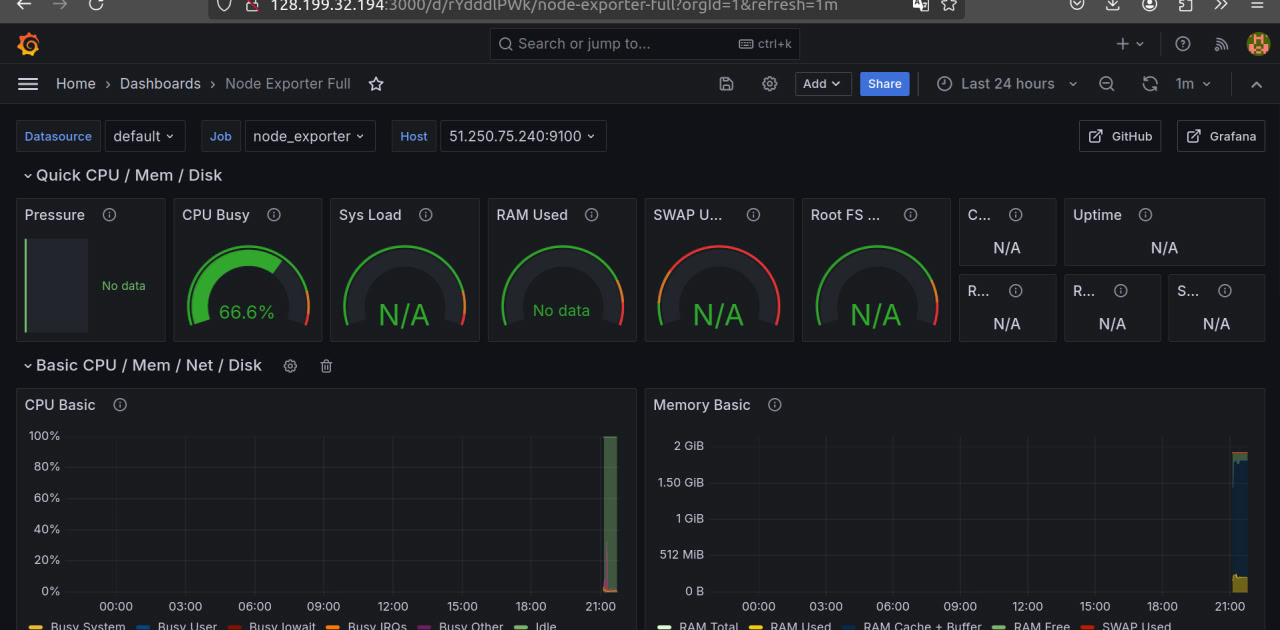 128.199.32.194:3000/d/rYdddlPWk/node-exporter-full?orgId=1&refresh=1m
Search or jump to... ctrl+k
Home › Dashboards › Node Exporter Full Add Share Last 24 hours 1m
Datasource default Job node_exporter Host 51.250.75.240:9100 GitHub Grafana
Quick CPU / Mem / Disk
Pressure CPU Busy Sys Load RAM Used SWAP U... Root FS ... C... Uptime
N/A N/A
No data 66.6% N/A No data N/A N/A
R... R... S...
N/A N/A N/A
Basic CPU / Mem / Net / Disk
CPU Basic
100%
80%
60%
40%
20%
0%
00:00 03:00 06:00 09:00 12:00 15:00 18:00 21:00
Busy System Busy User Busy Iowait Busy IRQs Busy Other Idle
Memory Basic
2 GiB
1.50 GiB
1 GiB
512 MiB
0 B
00:00 03:00 06:00 09:00 12:00 15:00 18:00 21:00
RAM Total RAM Used RAM Cache + Buffer RAM Free SWAP Used